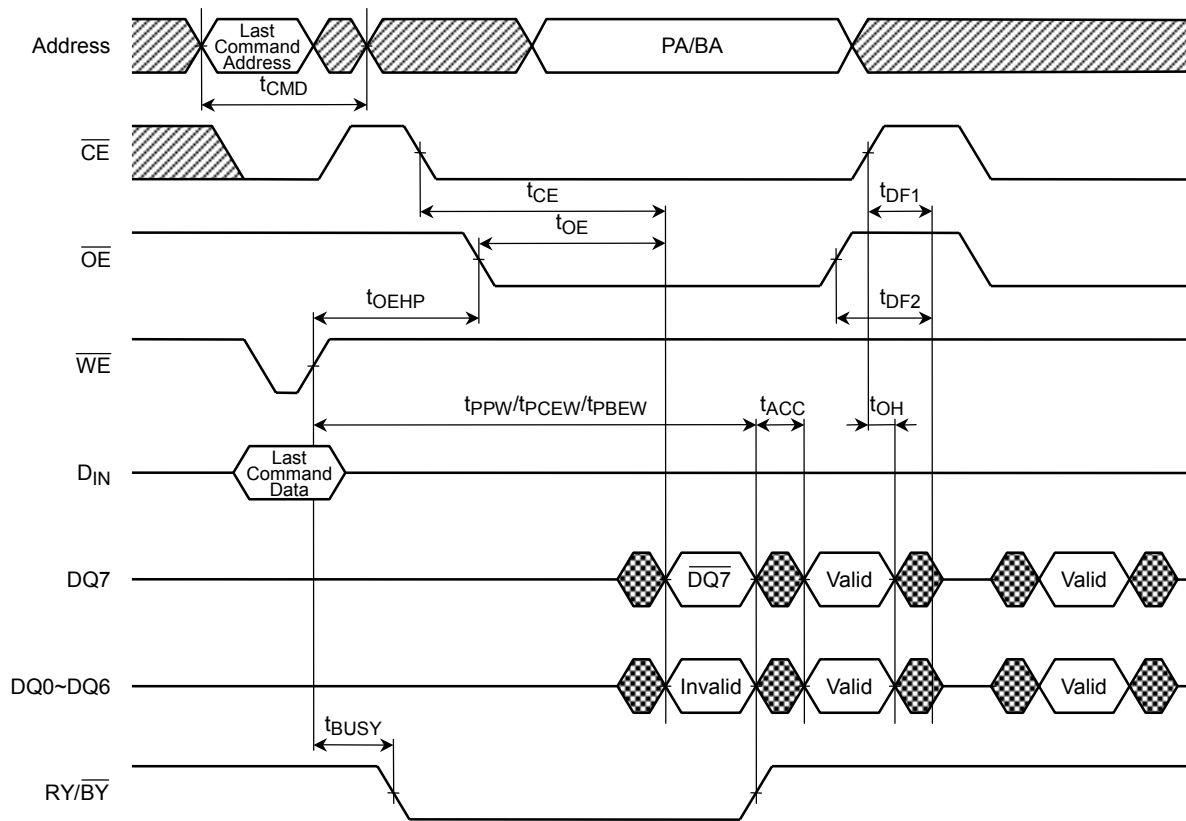 Address
Last
Command
Address
PA/BA
tCMD
CE
tCE
tDF1
tOE
OE
tOEHP
tDF2
WE
tPPW/tPCEW/tPBEW
tACC
tOH
DIN
Last
Command
Data
DQ7
DQ7
Valid
Valid
DQ0~DQ6
Invalid
Valid
Valid
tBUSY
RY/BY